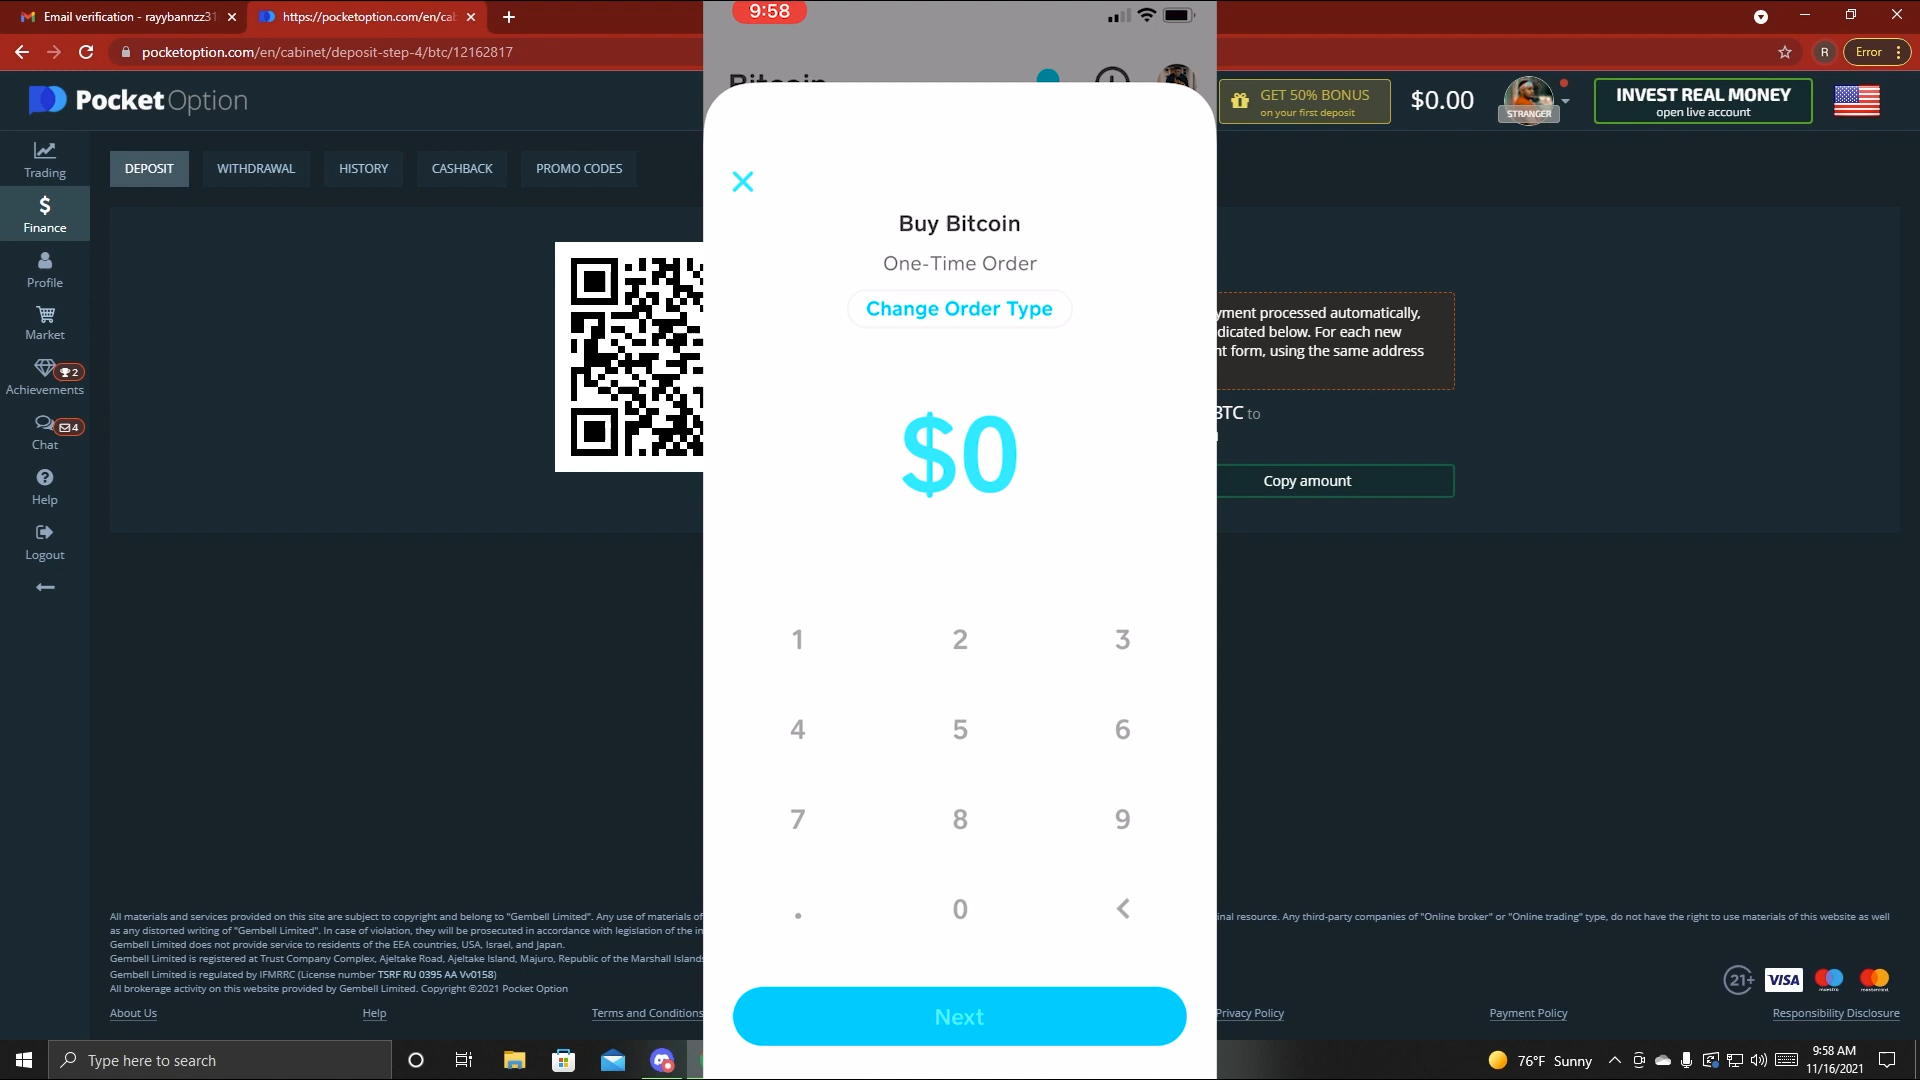 Email verification - rayybannzz31
https://pocketoption.com/en/cab
pocketoption.com/en/cabinet/deposit-step-4/btc/12162817
R
Error
9:58
Bitcoin
PocketOption
GET 50% BONUS
on your first deposit
$0.00
STRANGER
INVEST REAL MONEY
open live account
Trading
Finance
Profile
Market
2
Achievements
4
Chat
Help
Logout
DEPOSIT
WITHDRAWAL
HISTORY
CASHBACK
PROMO CODES
Buy Bitcoin
One-Time Order
Change Order Type
$0
1 2 3
4 5 6
7 8 9
. 0 <
Next
yment processed automatically,
dicated below. For each new
nt form, using the same address
BTC to
Copy amount
All materials and services provided on this site are subject to copyright and belong to "Gembell Limited". Any use of materials of
inal resource. Any third-party companies of "Online broker" or "Online trading" type, do not have the right to use materials of this website as well
as any distorted writing of "Gembell Limited". In case of violation, they will be prosecuted in accordance with legislation of the in
Gembell Limited does not provide service to residents of the EEA countries, USA, Israel, and Japan.
Gembell Limited is registered at Trust Company Complex, Ajeltake Road, Ajeltake Island, Majuro, Republic of the Marshall Islands
Gembell Limited is regulated by IFMRRC (License number TSRF RU 0395 AA Vv0158)
All brokerage activity on this website provided by Gembell Limited. Copyright ©2021 Pocket Option
21+
VISA
maestro
mastercard
About Us
Help
Terms and Conditions
Privacy Policy
Payment Policy
Responsibility Disclosure
Type here to search
76°F Sunny
9:58 AM
11/16/2021